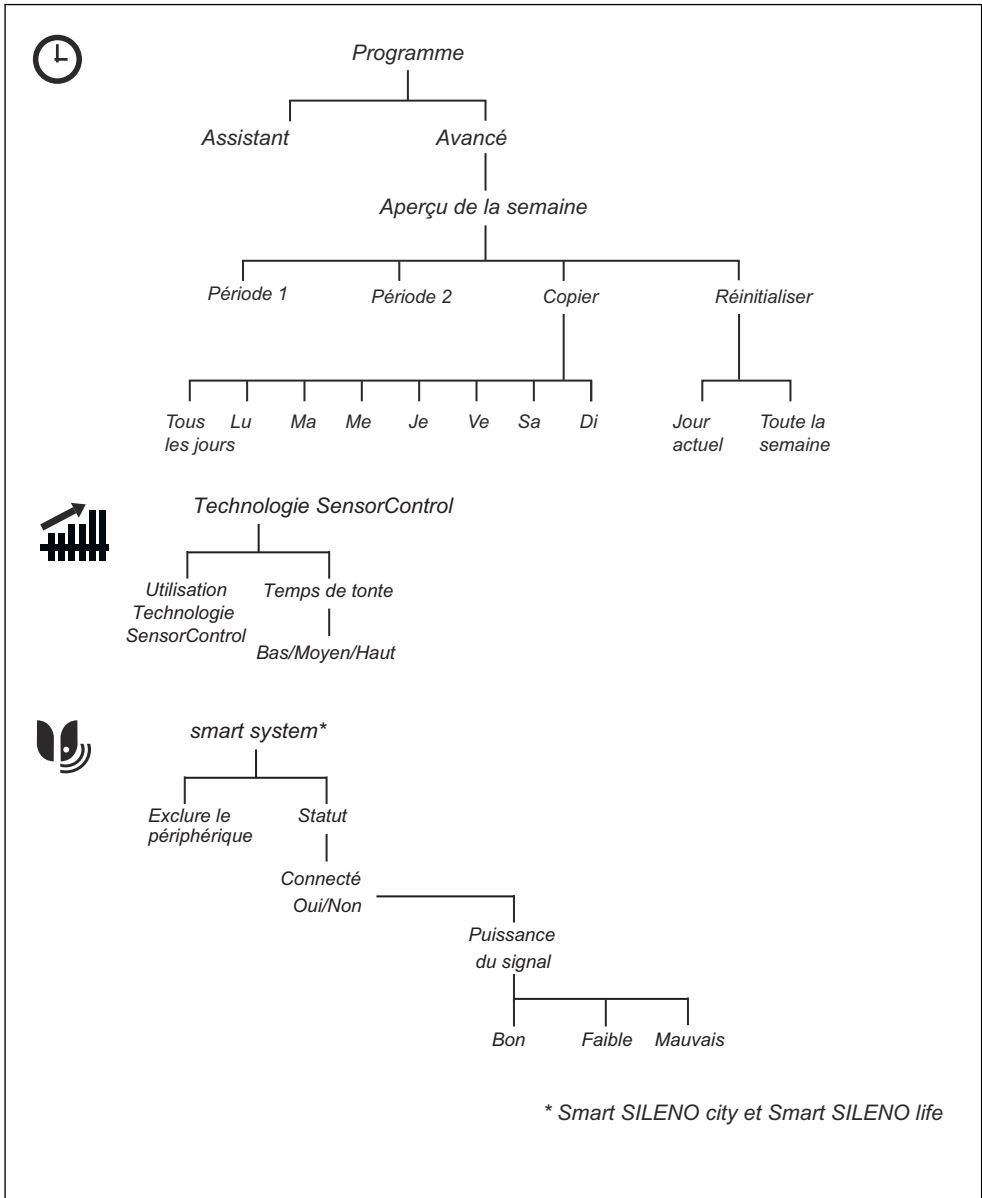 Programme
Assistant Avancé
Aperçu de la semaine
Période 1 Période 2 Copier Réinitialiser
Tous Lu Ma Me Je Ve Sa Di Jour Toute la
les jours actuel semaine
Technologie SensorControl
Utilisation Temps de tonte
Technologie
SensorControl
Bas/Moyen/Haut
smart system*
Exclure le Statut
périphérique
Connecté
Oui/Non
Puissance
du signal
Bon Faible Mauvais
* Smart SILENO city et Smart SILENO life